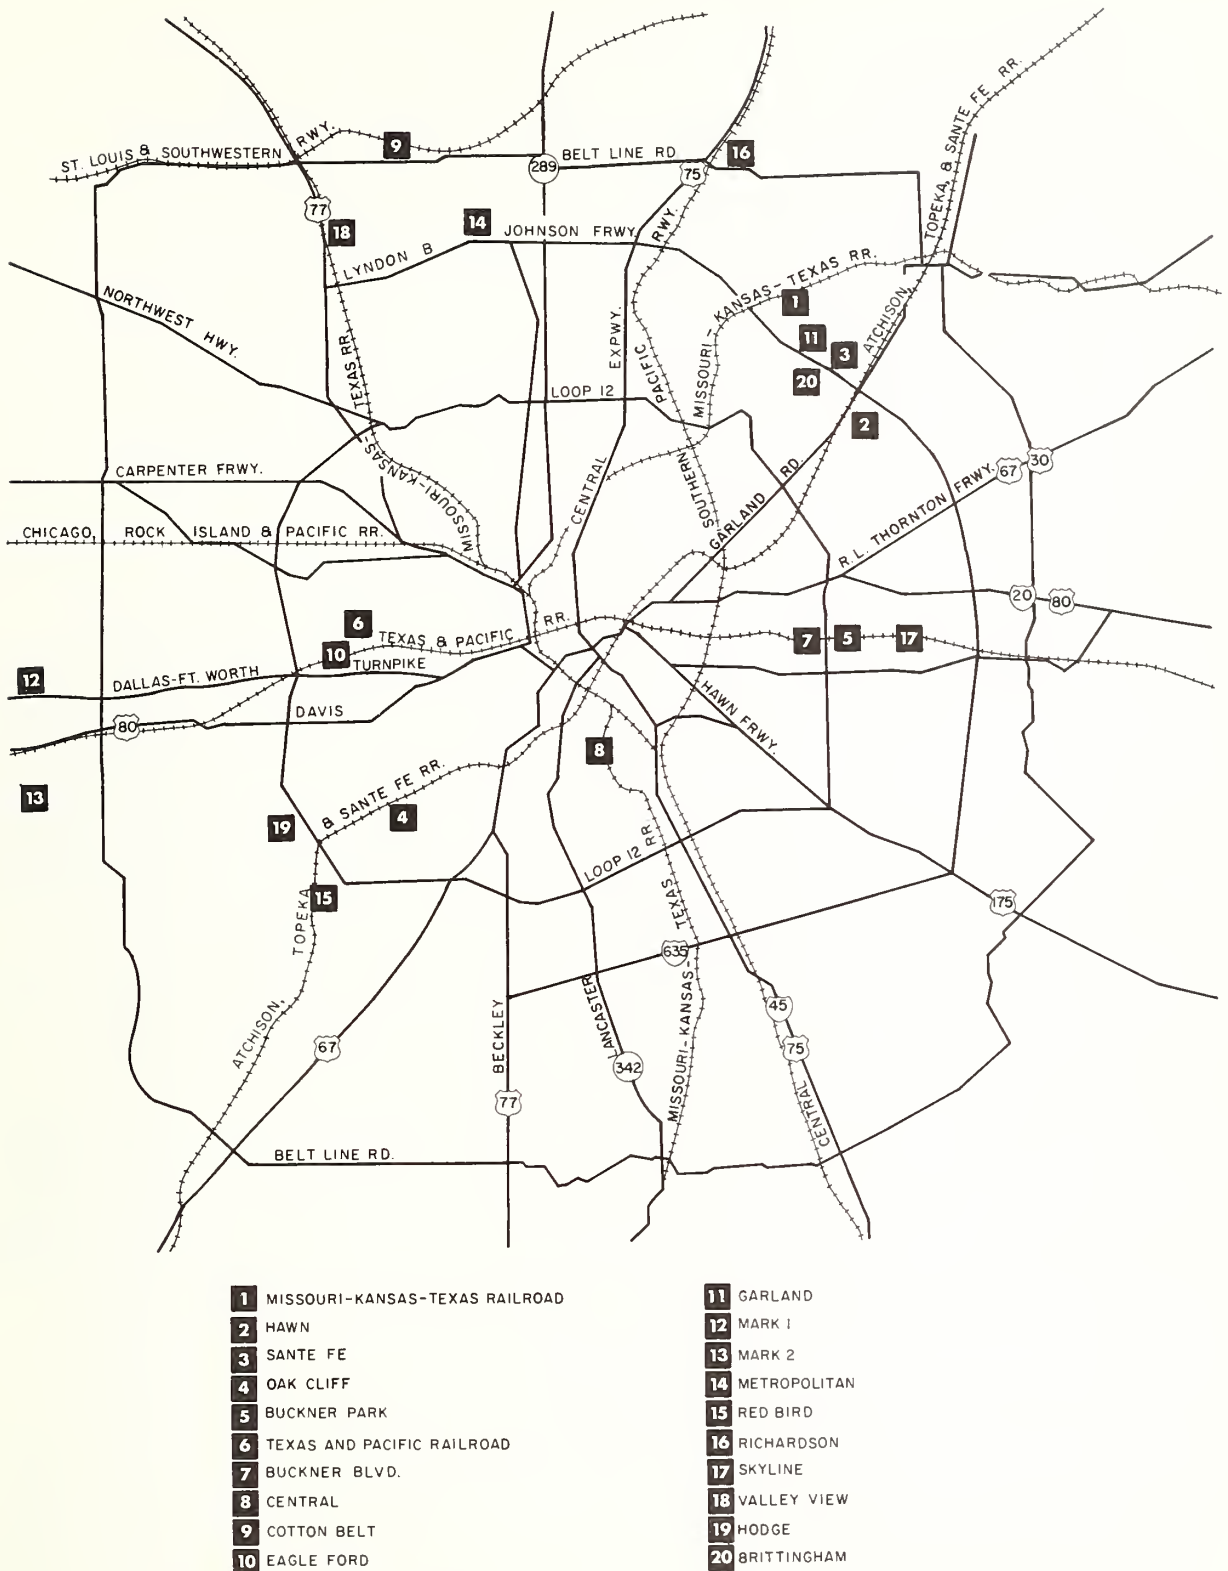 TOPEKA, & SANTE FE RR.
ST. LOUIS & SOUTHWESTERN RWY.
9
BELT LINE RD
16
289
75
77
18
14
LYNDON B JOHNSON FRWY.
RWY.
MISSOURI-KANSAS-TEXAS RR.
1
ATCHISON,
NORTHWEST HWY.
TEXAS RR.
EXPWY.
PACIFIC
11
3
20
LOOP 12
2
CARPENTER FRWY.
MISSOURI-KANSAS-
CENTRAL
SOUTHERN
GARLAND RD.
67
30
R.L. THORNTON FRWY.
CHICAGO, ROCK ISLAND & PACIFIC RR.
20
80
6
TEXAS & PACIFIC RR.
7
5
17
10
TURNPIKE
12
DALLAS-FT. WORTH
HAWN FRWY.
80
DAVIS
8
13
& SANTE FE RR.
4
19
LOOP 12
RR.
15
TOPEKA
TEXAS
175
635
ATCHISON,
BECKLEY
LANCASTER
MISSOURI-KANSAS-
45
67
75
342
77
CENTRAL
BELT LINE RD.
1 MISSOURI-KANSAS-TEXAS RAILROAD
2 HAWN
3 SANTE FE
4 OAK CLIFF
5 BUCKNER PARK
6 TEXAS AND PACIFIC RAILROAD
7 BUCKNER BLVD.
8 CENTRAL
9 COTTON BELT
10 EAGLE FORD
11 GARLAND
12 MARK 1
13 MARK 2
14 METROPOLITAN
15 RED BIRD
16 RICHARDSON
17 SKYLINE
18 VALLEY VIEW
19 HODGE
20 BRITTINGHAM